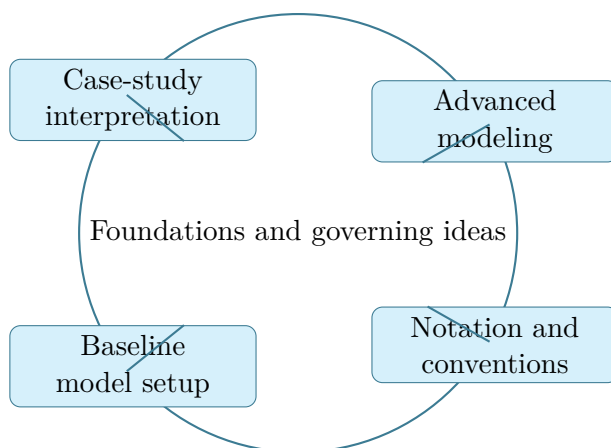 Case-study
interpretation
Advanced
modeling
Foundations and governing ideas
Baseline
model setup
Notation and
conventions